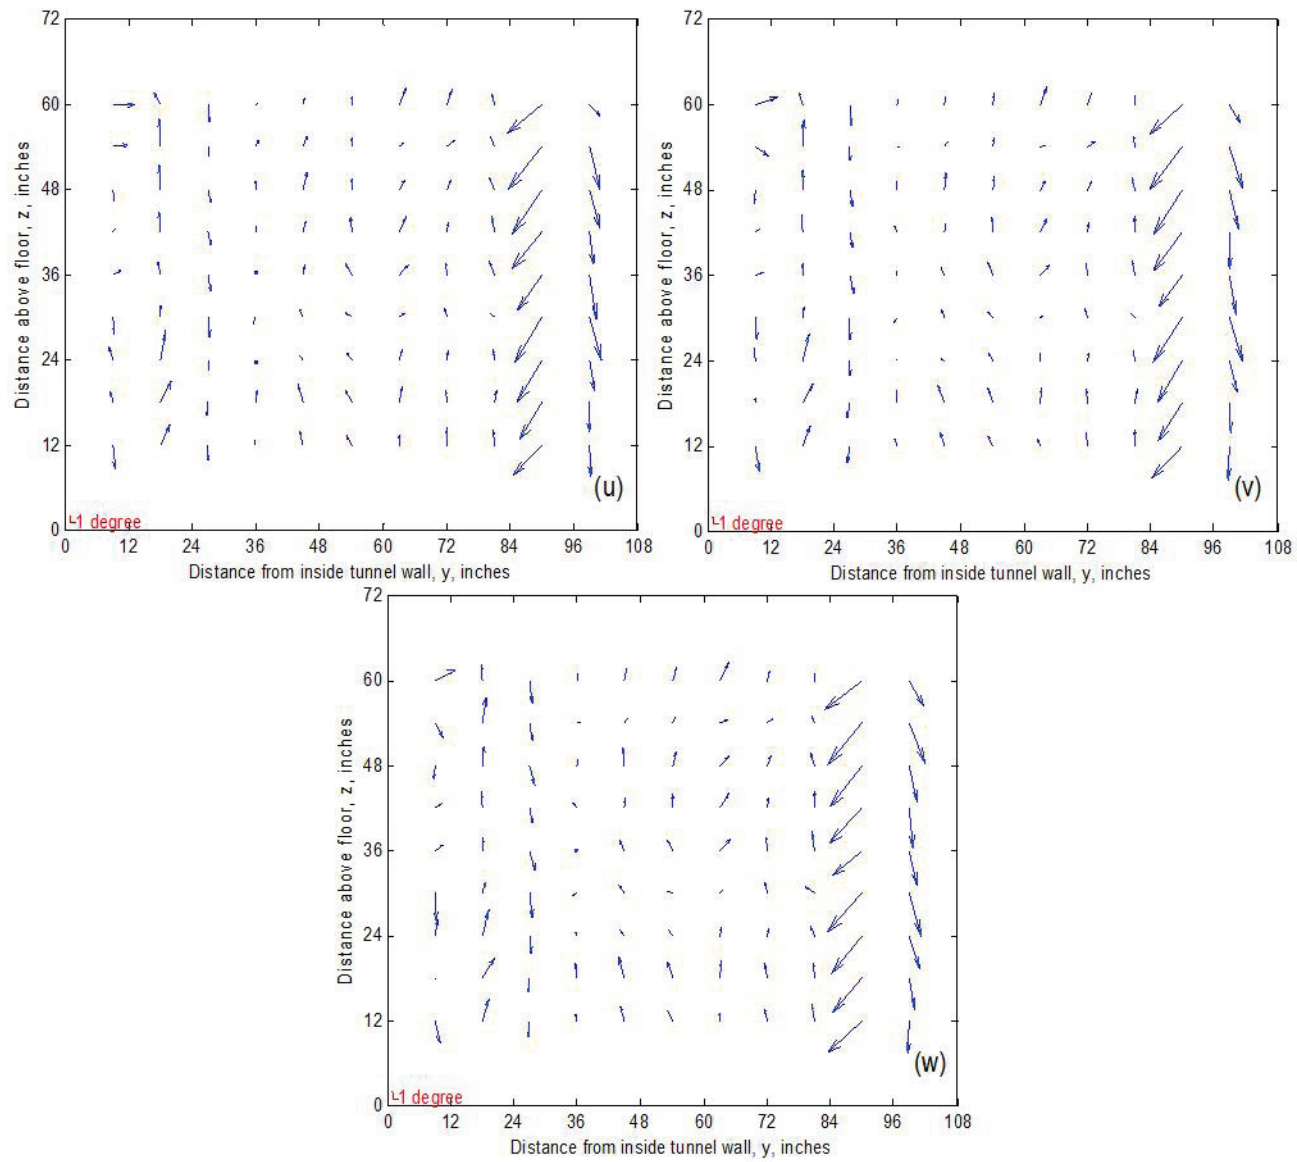 72
60
48
36
24
12
0
Distance above floor, z, inches
(u)
└1 degree
0 12 24 36 48 60 72 84 96 108
Distance from inside tunnel wall, y, inches
72
60
48
36
24
12
0
Distance above floor, z, inches
(v)
└1 degree
0 12 24 36 48 60 72 84 96 108
Distance from inside tunnel wall, y, inches
72
60
48
36
24
12
0
Distance above floor, z, inches
(w)
└1 degree
0 12 24 36 48 60 72 84 96 108
Distance from inside tunnel wall, y, inches